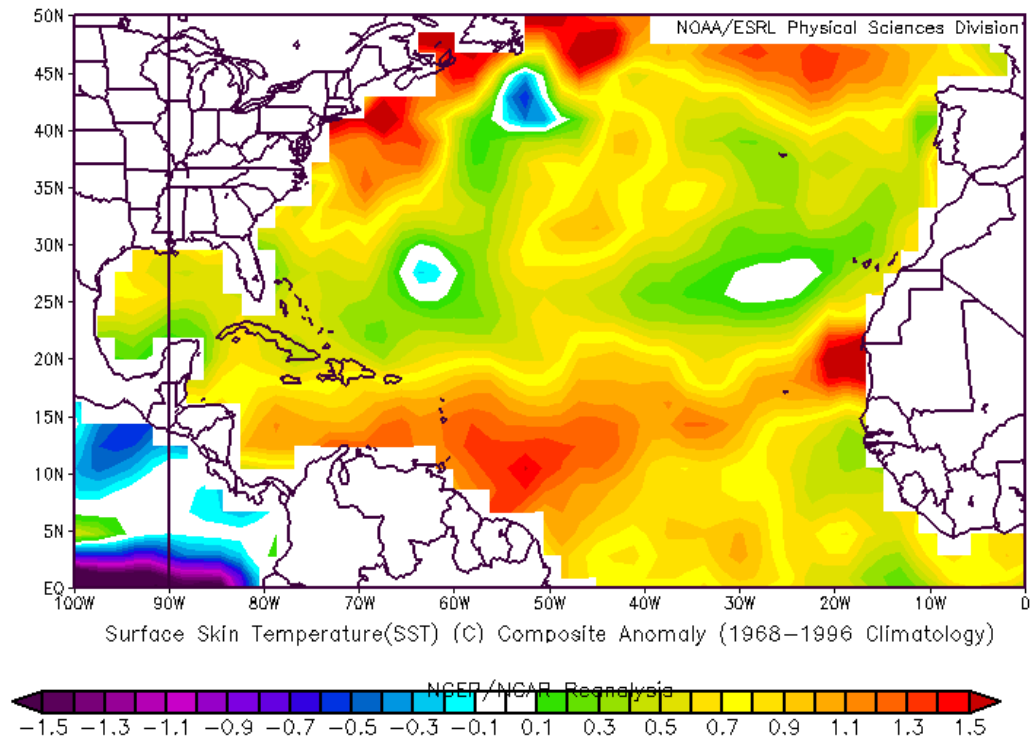 NOAA/ESRL Physical Sciences Division
50N
45N
40N
35N
30N
25N
20N
15N
10N
5N
EQ
100W 90W 80W 70W 60W 50W 40W 30W 20W 10W 0
Surface Skin Temperature(SST) (C) Composite Anomaly (1968-1996 Climatology)
NCEP/NCAR Reanalysis
-1.5 -1.3 -1.1 -0.9 -0.7 -0.5 -0.3 -0.1 0.1 0.3 0.5 0.7 0.9 1.1 1.3 1.5